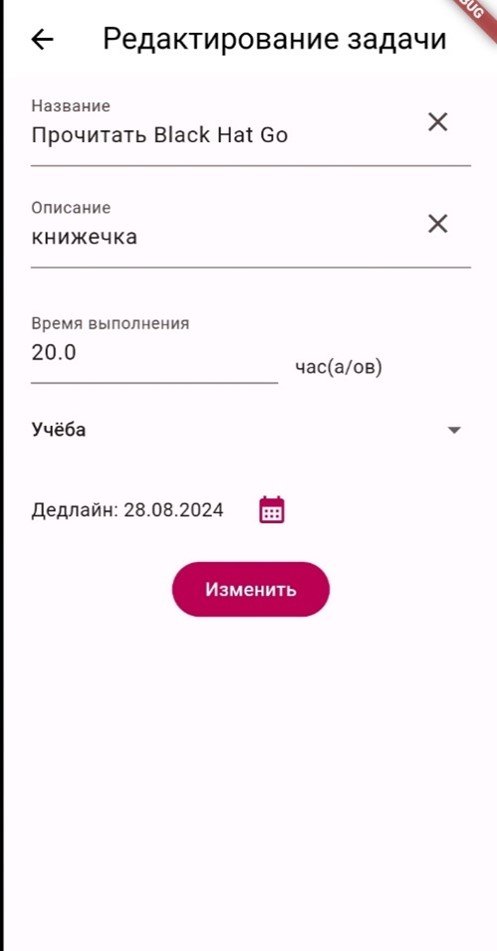 Редактирование задачи
Название
Прочитать Black Hat Go
Описание
книжечка
Время выполнения
20.0
час(а/ов)
Учёба
Дедлайн: 28.08.2024
Изменить